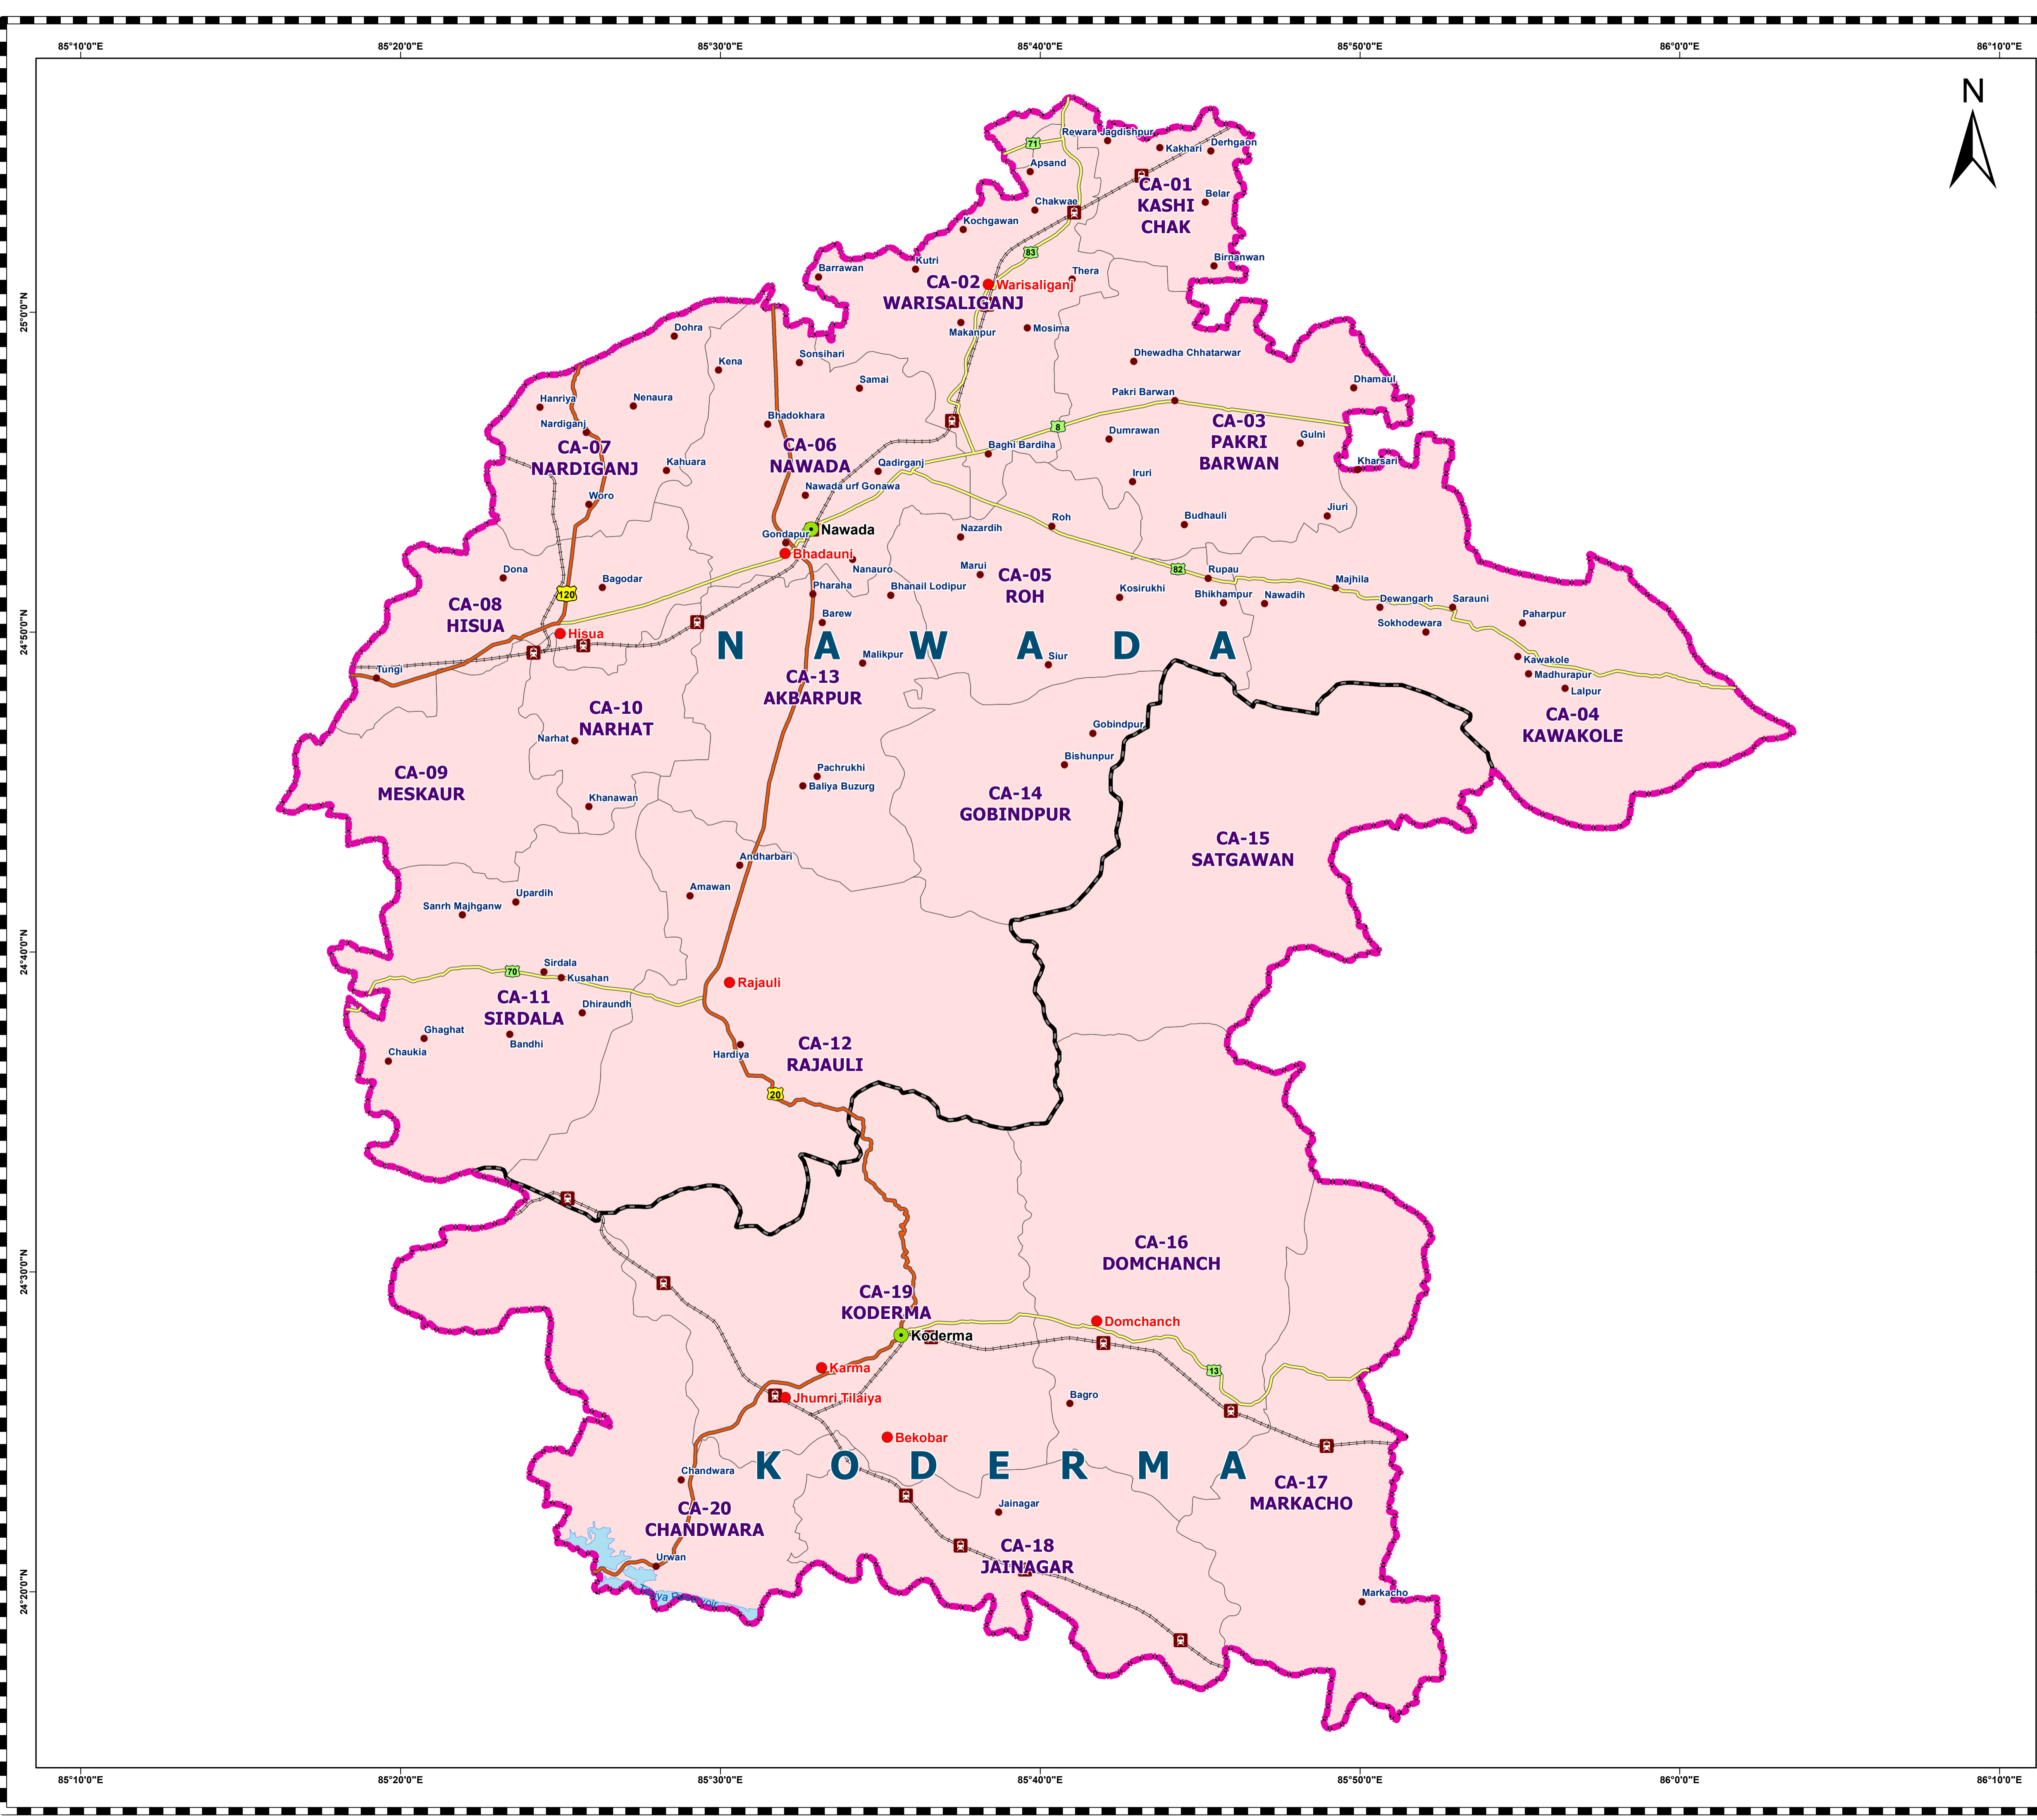 85°10'0"E
85°20'0"E
85°30'0"E
85°40'0"E
85°50'0"E
86°0'0"E
86°10'0"E
N
Rewara Jagdishpur
71
Kakhari
Derhgaon
Apsand
CA-01
KASHI
CHAK
Belar
Chakwae
Kochgawan
83
Kutri
Barrawan
Birnanwan
Thera
CA-02
WARISALIGANJ
Warisaliganj
25°0'0"N
Dohra
Makanpur
Mosima
Sonsihari
Kena
Dhewadha Chhatarwar
Samai
Dhamaul
Pakri Barwan
Hanriya
Nenaura
Nardiganj
Bhadokhara
8
CA-03
PAKRI
BARWAN
Dumrawan
Gulni
CA-07
NARDIGANJ
CA-06
NAWADA
Baghi Bardiha
Kahuara
Qadirganj
Kharsari
Iruri
Nawada urf Gonawa
Woro
Jiuri
Budhauli
Roh
Nazardih
Nawada
Gondapur
Bhadauni
Nanauro
Dona
Marui
CA-05
ROH
82
Rupau
Bagodar
Pharaha
Bhanail Lodipur
Kosirukhi
Bhikhampur
Nawadih
Majhila
Dewangarh
Sarauni
120
CA-08
HISUA
Barew
Sokhodewara
Paharpur
Hisua
24°50'0"N
NAWADA
Malikpur
Siur
Kawakole
Madhurapur
Lalpur
Tungi
CA-13
AKBARPUR
CA-10
NARHAT
CA-04
KAWAKOLE
Gobindpur
Narhat
Bishunpur
Pachrukhi
Baliya Buzurg
CA-09
MESKAUR
Khanawan
CA-14
GOBINDPUR
CA-15
SATGAWAN
Andharbari
Amawan
Upardih
Sanrh Majhganw
24°40'0"N
70
Sirdala
Kusahan
Rajauli
CA-11
SIRDALA
Dhiraundh
Ghaghat
Bandhi
Chaukia
Hardiya
CA-12
RAJAULI
20
CA-16
DOMCHANCH
24°30'0"N
CA-19
KODERMA
Domchanch
Koderma
Karma
13
Jhumri Tilaiya
Bagro
Bekobar
KODERMA
Chandwara
CA-17
MARKACHO
CA-20
CHANDWARA
Jainagar
CA-18
JAINAGAR
Urwan
24°20'0"N
Markacho
85°10'0"E
85°20'0"E
85°30'0"E
85°40'0"E
85°50'0"E
86°0'0"E
86°10'0"E